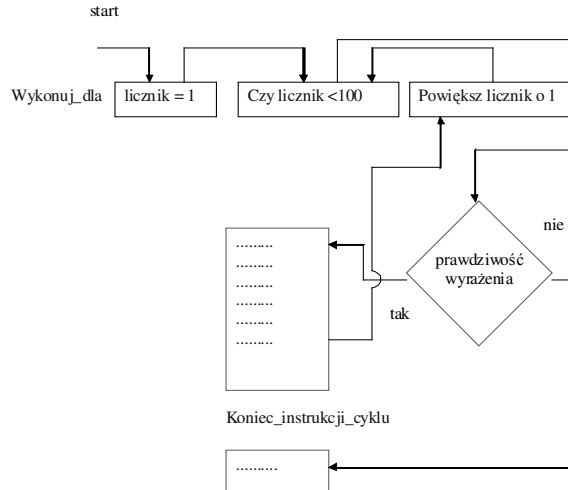 start
Wykonuj_dla
licznik = 1
Czy licznik <100
Powiększ licznik o 1
nie
prawdziwość
wyrażenia
tak
.........
.........
.........
.........
.........
.........
Koniec_instrukcji_cyklu
..........